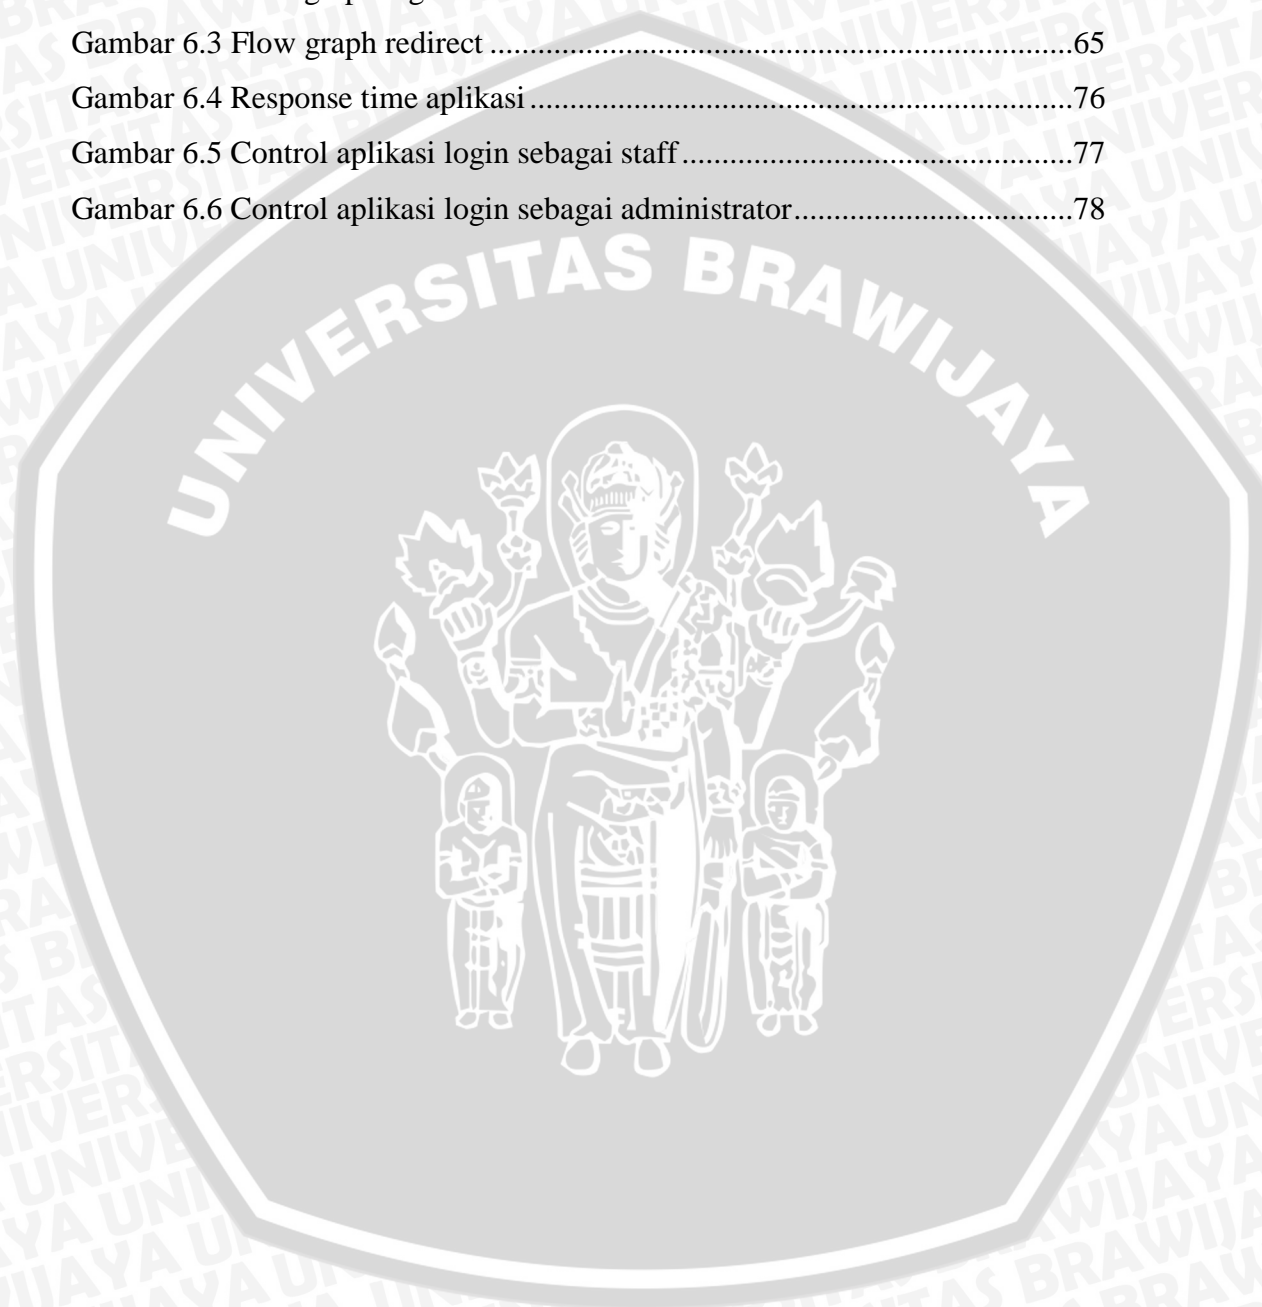 Gambar 6.3 Flow graph redirect ........................................................................65
Gambar 6.4 Response time aplikasi ...................................................................76
Gambar 6.5 Control aplikasi login sebagai staff ................................................77
Gambar 6.6 Control aplikasi login sebagai administrator..................................78
UNIVERSITAS BRAWIJAYA